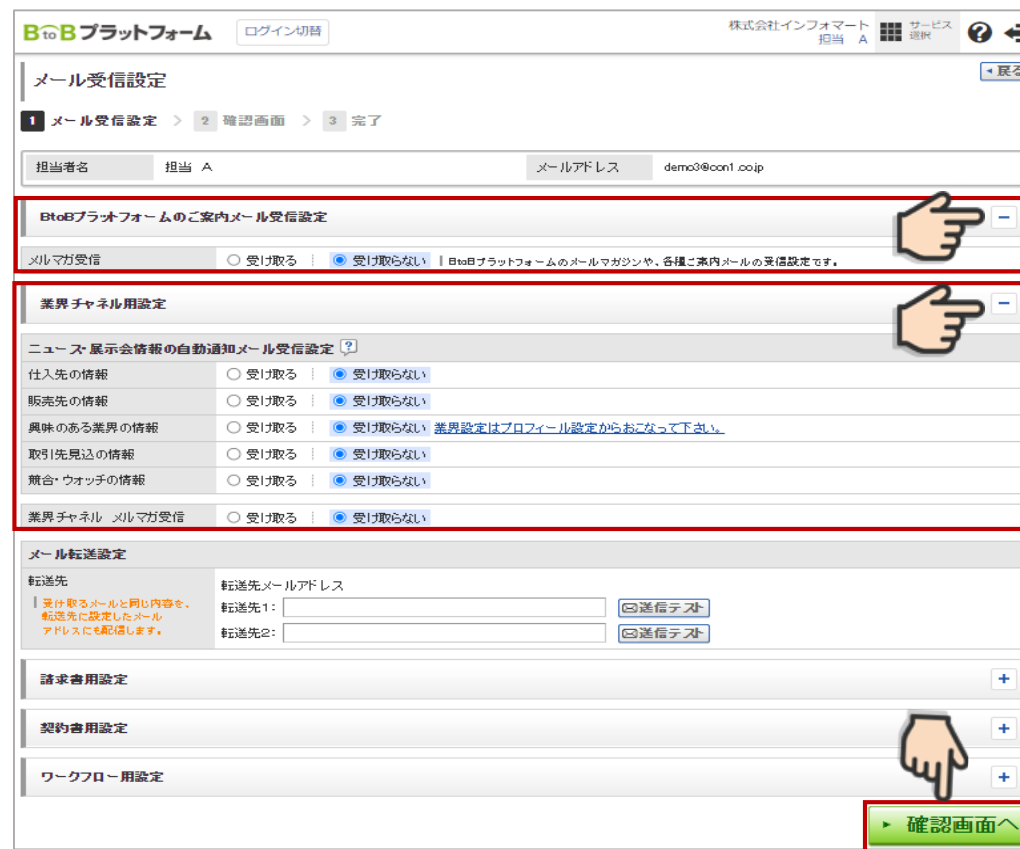 BtoBプラットフォーム ログイン切替 株式会社インフォマート 担当 A サービス選択
メール受信設定 戻る
1 メール受信設定 > 2 確認画面 > 3 完了
担当者名 担当 A メールアドレス demo3@con1.co.jp
BtoBプラットフォームのご案内メール受信設定
メルマガ受信 受け取る 受け取らない BtoBプラットフォームのメールマガジンや、各種ご案内メールの受信設定です。
業界チャネル用設定
ニュース・展示会情報の自動通知メール受信設定 ?
仕入先の情報 受け取る 受け取らない
販売先の情報 受け取る 受け取らない
興味のある業界の情報 受け取る 受け取らない 業界設定はプロフィール設定からおこなって下さい。
取引先見込の情報 受け取る 受け取らない
競合・ウォッチの情報 受け取る 受け取らない
業界チャネル メルマガ受信 受け取る 受け取らない
メール転送設定
転送先 転送先メールアドレス
受け取るメールと同じ内容を、
転送先に設定したメール
アドレスにも配信します。
転送先1: 送信テスト
転送先2: 送信テスト
請求書用設定
契約書用設定
ワークフロー用設定
確認画面へ